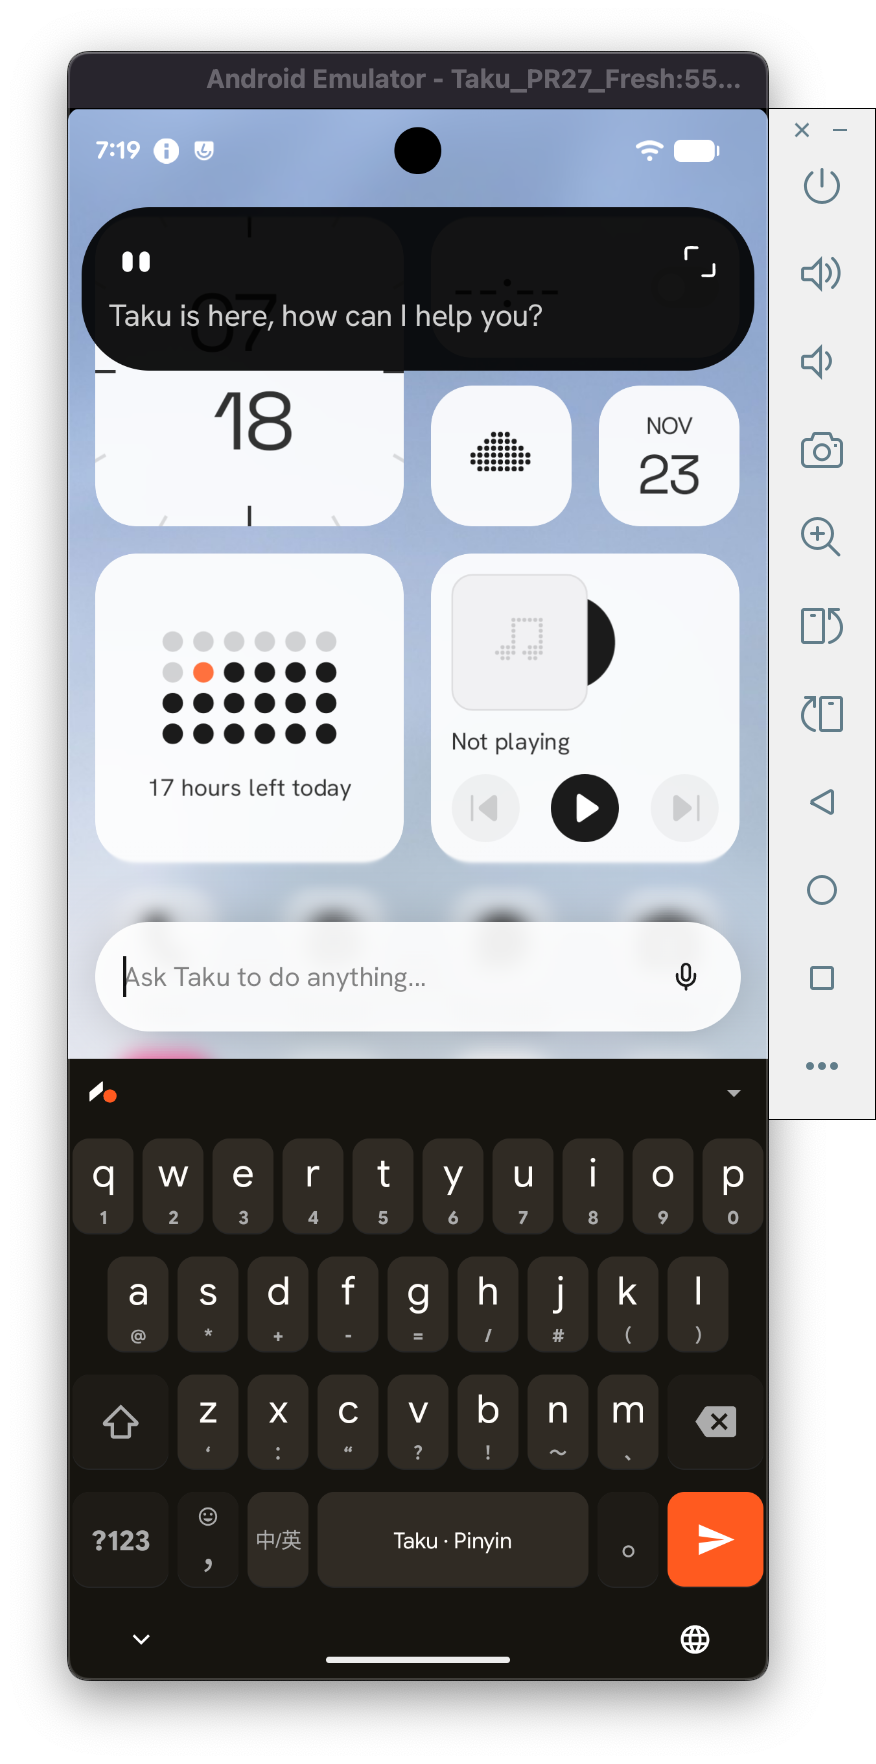 Android Emulator - Taku_PR27_Fresh:55...
7:19
Taku is here, how can I help you?
07
--:--
18
NOV
23
17 hours left today
Not playing
Ask Taku to do anything...
q w e r t y u i o p
1 2 3 4 5 6 7 8 9 0
a s d f g h j k l
@ * + - = / # ( )
z x c v b n m
‘ : “ ? ! ～ 、
?123 , 中/英 Taku · Pinyin 。